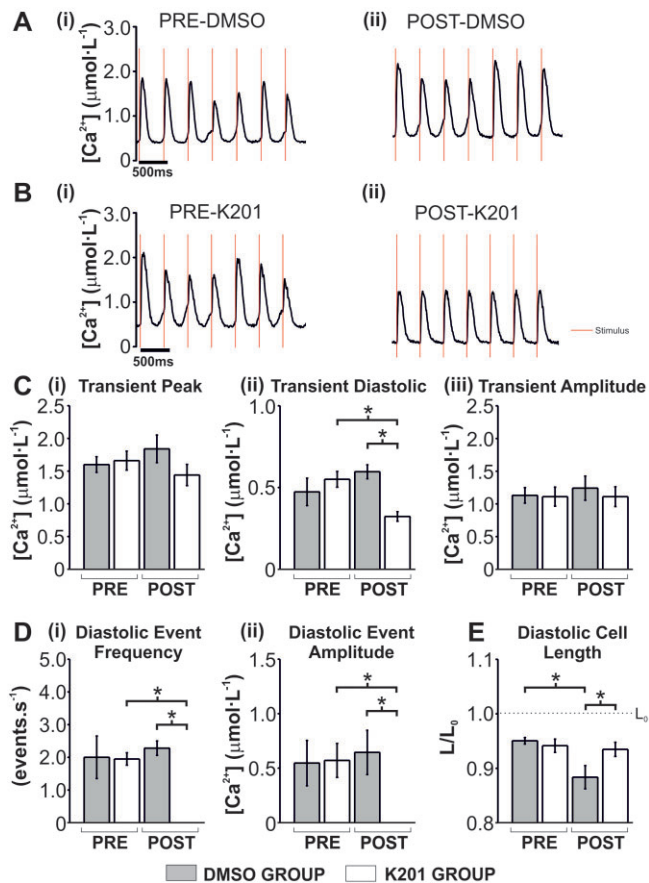 A (i) PRE-DMSO (ii) POST-DMSO
[Ca²⁺] (μmol·L⁻¹)
3.0
2.0
1.0
0
500ms
B (i) PRE-K201 (ii) POST-K201
[Ca²⁺] (μmol·L⁻¹)
3.0
2.0
1.0
0
500ms
Stimulus
C (i) Transient Peak (ii) Transient Diastolic (iii) Transient Amplitude
[Ca²⁺] (μmol·L⁻¹)
2.5
2.0
1.5
1.0
0.5
0
PRE POST
[Ca²⁺] (μmol·L⁻¹)
1.0
0.5
0
* *
PRE POST
[Ca²⁺] (μmol·L⁻¹)
2.5
2.0
1.5
1.0
0.5
0
PRE POST
D (i) Diastolic Event
Frequency
(events.s⁻¹)
5.0
4.0
3.0
2.0
1.0
0
* *
PRE POST
(ii) Diastolic Event
Amplitude
[Ca²⁺] (μmol·L⁻¹)
1.5
1.0
0.5
0
* *
PRE POST
E Diastolic Cell
Length
L/L₀
1.1
1.0
0.9
0.8
* *
L₀
PRE POST
DMSO GROUP K201 GROUP